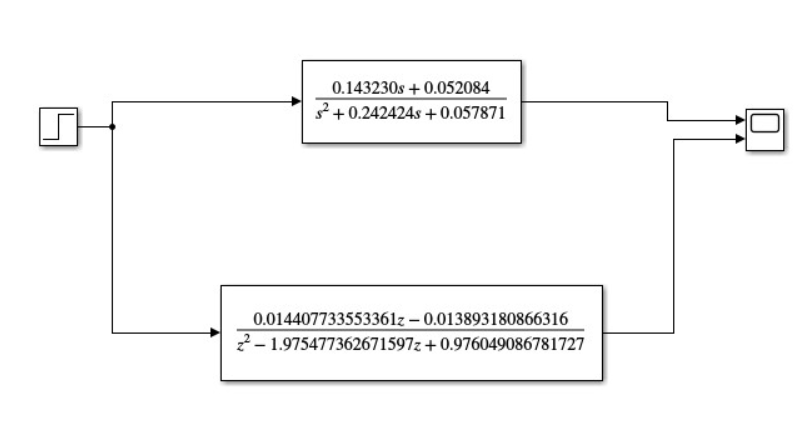 0.143230s + 0.052084
s² + 0.242424s + 0.057871
0.014407733553361z − 0.013893180866316
z² − 1.975477362671597z + 0.976049086781727